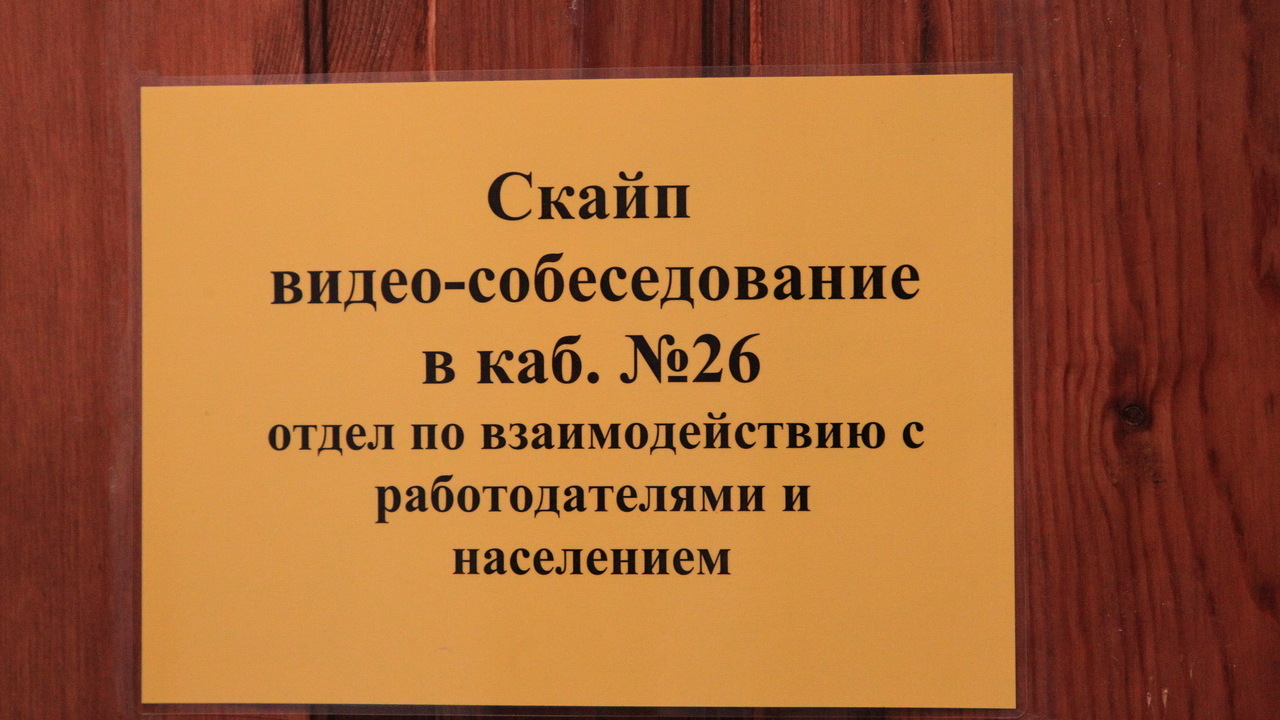 Скайп
видео-собеседование
в каб. №26
отдел по взаимодействию с
работодателями и
населением